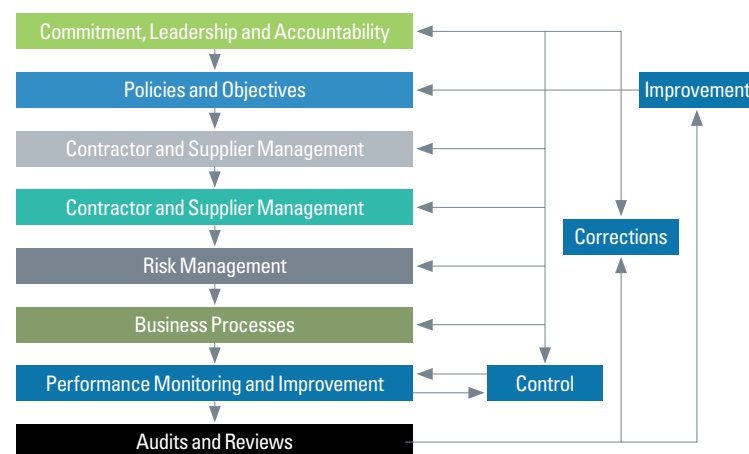 Commitment, Leadership and Accountability
Policies and Objectives
Improvement
Contractor and Supplier Management
Contractor and Supplier Management
Corrections
Risk Management
Business Processes
Performance Monitoring and Improvement
Control
Audits and Reviews